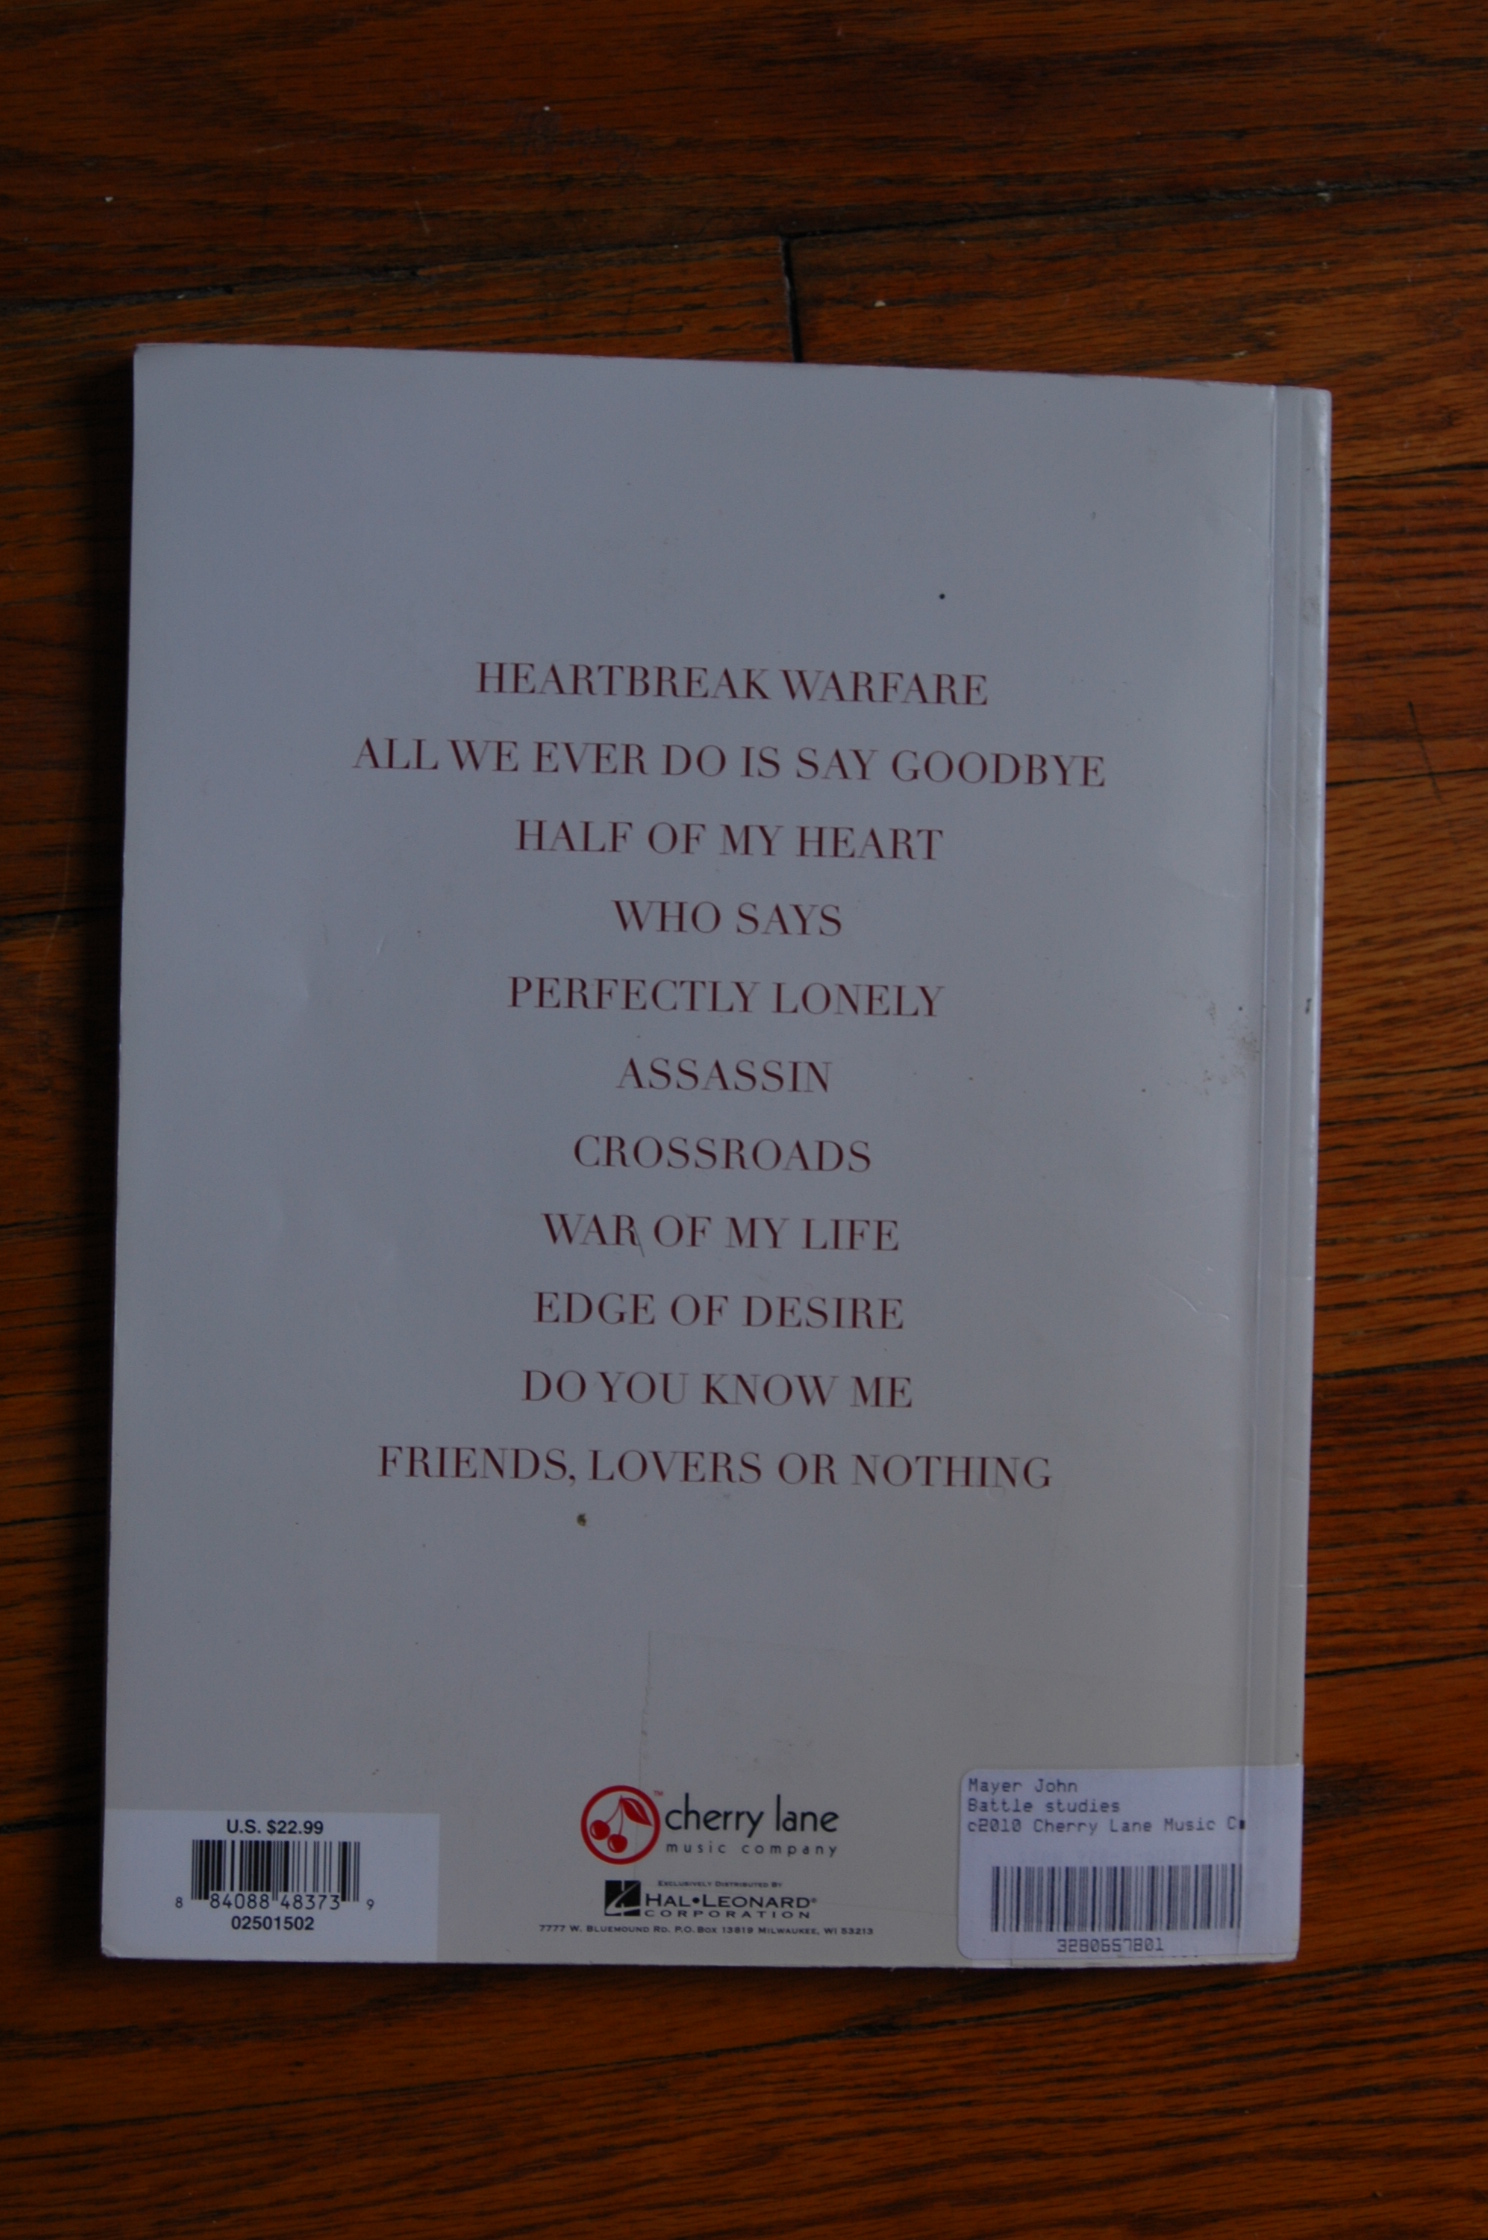 HEARTBREAK WARFARE
ALL WE EVER DO IS SAY GOODBYE
HALF OF MY HEART
WHO SAYS
PERFECTLY LONELY
ASSASSIN
CROSSROADS
WAR OF MY LIFE
EDGE OF DESIRE
DO YOU KNOW ME
FRIENDS, LOVERS OR NOTHING
U.S. $22.99
8 84088 48373 9
02501502
cherry lane™
music company
EXCLUSIVELY DISTRIBUTED BY
HAL•LEONARD®
CORPORATION
7777 W. BLUEMOUND RD. P.O. BOX 13819 MILWAUKEE, WI 53213
Mayer John
Battle studies
c2010 Cherry Lane Music
3280657801